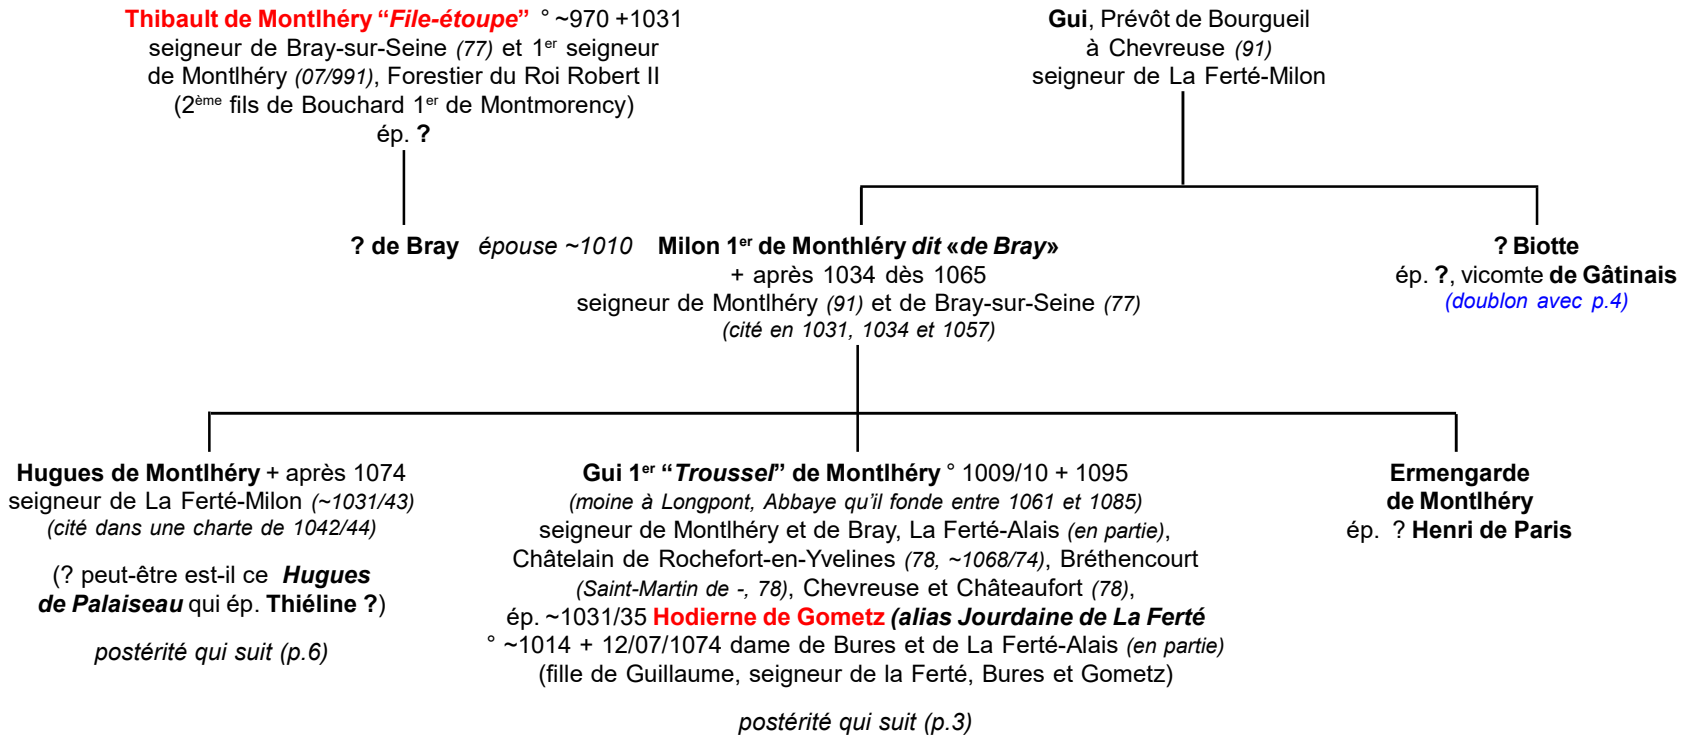 Thibault de Montlhéry “File-étoupe” ° ~970 +1031
seigneur de Bray-sur-Seine (77) et 1er seigneur
de Montlhéry (07/991), Forestier du Roi Robert II
(2ème fils de Bouchard 1er de Montmorency)
ép. ?
Gui, Prévôt de Bourgueil
à Chevreuse (91)
seigneur de La Ferté-Milon
? de Bray épouse ~1010 Milon 1er de Monthléry dit «de Bray»
+ après 1034 dès 1065
seigneur de Montlhéry (91) et de Bray-sur-Seine (77)
(cité en 1031, 1034 et 1057)
? Biotte
ép. ?, vicomte de Gâtinais
(doublon avec p.4)
Hugues de Montlhéry + après 1074
seigneur de La Ferté-Milon (~1031/43)
(cité dans une charte de 1042/44)
(? peut-être est-il ce Hugues
de Palaiseau qui ép. Thiéline ?)
postérité qui suit (p.6)
Gui 1er “Troussel” de Montlhéry ° 1009/10 + 1095
(moine à Longpont, Abbaye qu’il fonde entre 1061 et 1085)
seigneur de Montlhéry et de Bray, La Ferté-Alais (en partie),
Châtelain de Rochefort-en-Yvelines (78, ~1068/74), Bréthencourt
(Saint-Martin de -, 78), Chevreuse et Châteaufort (78),
ép. ~1031/35 Hodierne de Gometz (alias Jourdaine de La Ferté
° ~1014 + 12/07/1074 dame de Bures et de La Ferté-Alais (en partie)
(fille de Guillaume, seigneur de la Ferté, Bures et Gometz)
postérité qui suit (p.3)
Ermengarde
de Montlhéry
ép. ? Henri de Paris